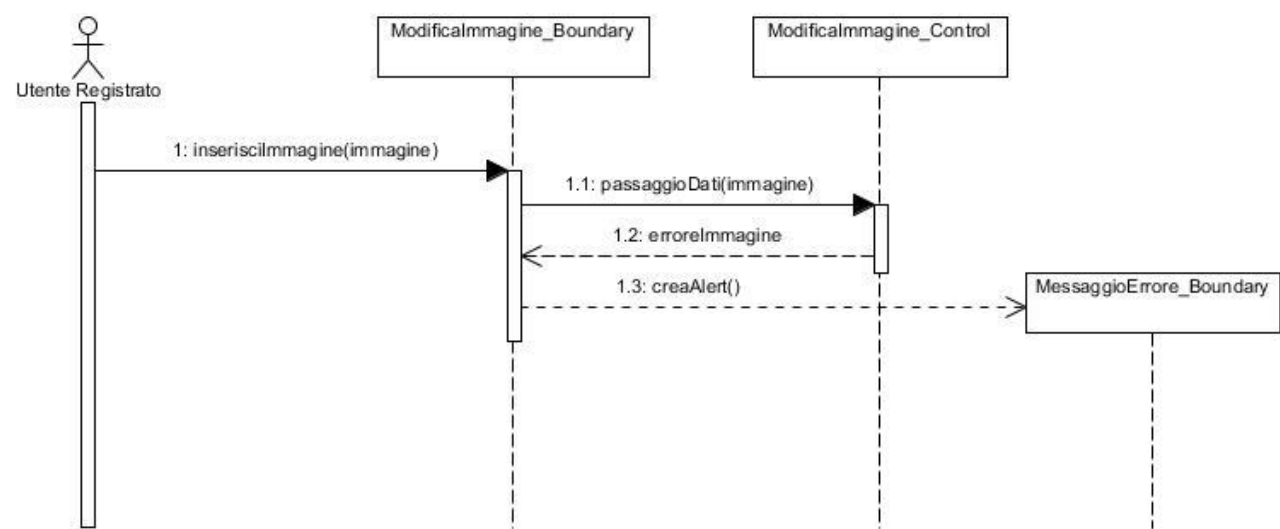 ModificaImmagine_Boundary
ModificaImmagine_Control
Utente Registrato
1: inserisciImmagine(immagine)
1.1: passaggioDati(immagine)
1.2: erroreImmagine
1.3: creaAlert()
MessaggioErrore_Boundary